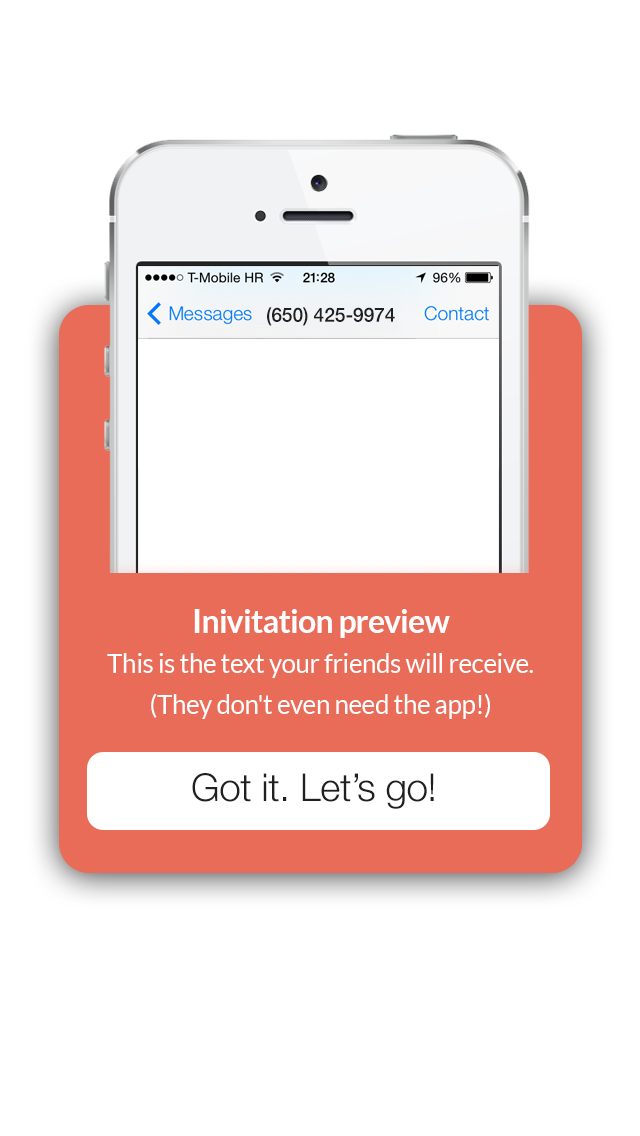 T-Mobile HR 21:28 96%
Messages (650) 425-9974 Contact
Inivitation preview
This is the text your friends will receive.
(They don't even need the app!)
Got it. Let’s go!